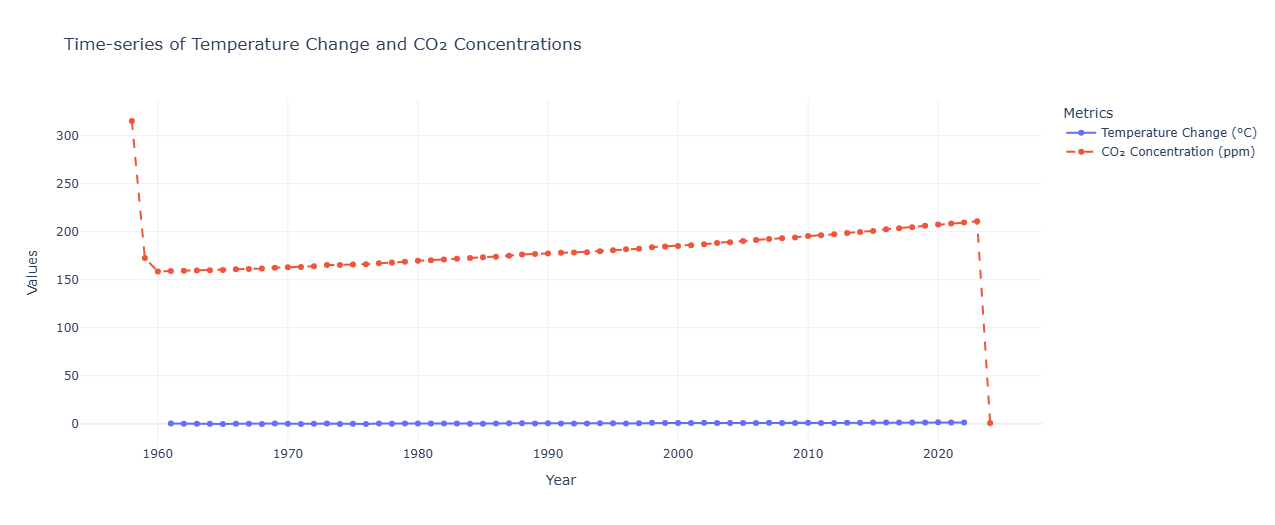 Time-series of Temperature Change and CO₂ Concentrations
Metrics
Temperature Change (°C)
CO₂ Concentration (ppm)
Values
300
250
200
150
100
50
0
1960 1970 1980 1990 2000 2010 2020
Year